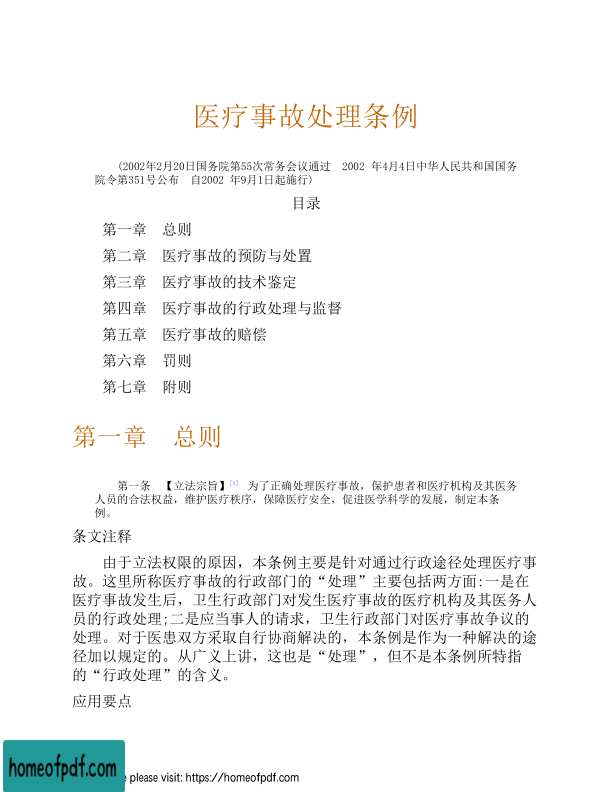 医疗事故处理条例
(2002年2月20日国务院第55次常务会议通过　2002 年4月4日中华人民共和国国务
院令第351号公布　自2002 年9月1日起施行)
目录
第一章　总则
第二章　医疗事故的预防与处置
第三章　医疗事故的技术鉴定
第四章　医疗事故的行政处理与监督
第五章　医疗事故的赔偿
第六章　罚则
第七章　附则
第一章　总则
第一条　【立法宗旨】[1]　为了正确处理医疗事故，保护患者和医疗机构及其医务
人员的合法权益，维护医疗秩序，保障医疗安全，促进医学科学的发展，制定本条
例。
条文注释
由于立法权限的原因，本条例主要是针对通过行政途径处理医疗事
故。这里所称医疗事故的行政部门的“处理”主要包括两方面:一是在
医疗事故发生后，卫生行政部门对发生医疗事故的医疗机构及其医务人
员的行政处理;二是应当事人的请求，卫生行政部门对医疗事故争议的
处理。对于医患双方采取自行协商解决的，本条例是作为一种解决的途
径加以规定的。从广义上讲，这也是“处理”，但不是本条例所特指
的“行政处理”的含义。
应用要点
homeofpdf.com
e please visit: https://homeofpdf.com